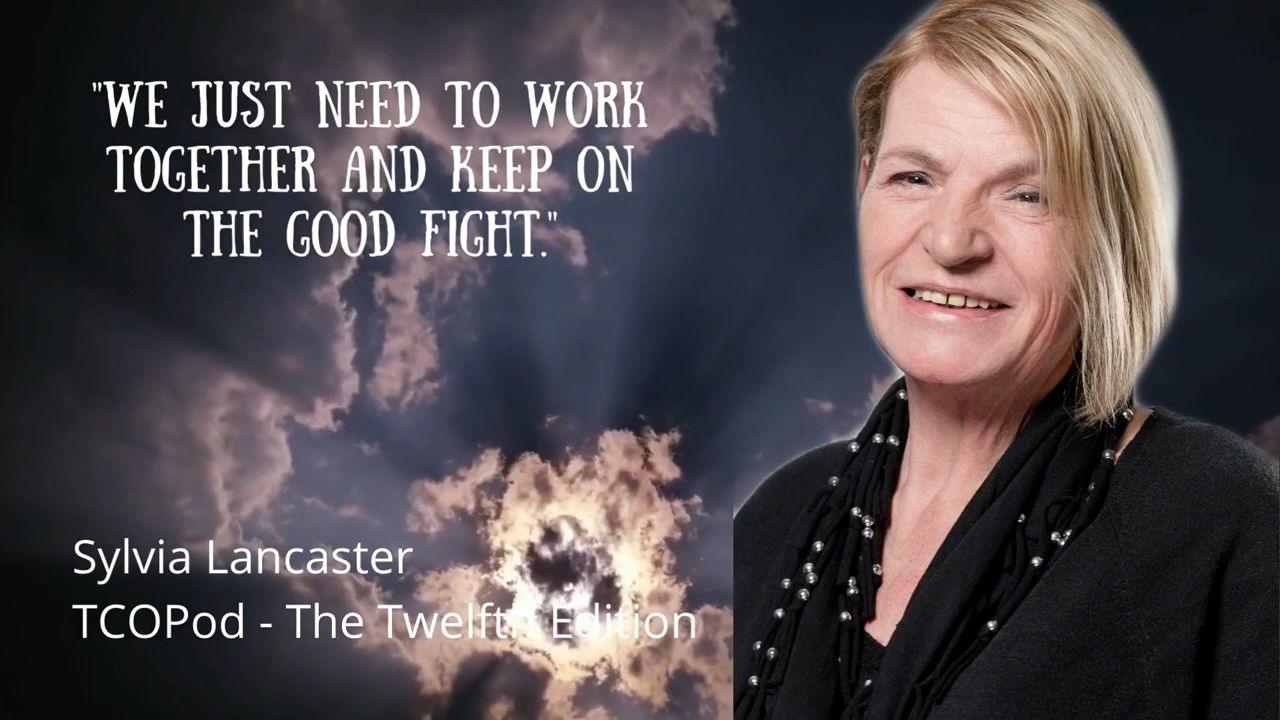 "WE JUST NEED TO WORK
TOGETHER AND KEEP ON
THE GOOD FIGHT."
Sylvia Lancaster
TCOPod - The Twelfth Edition